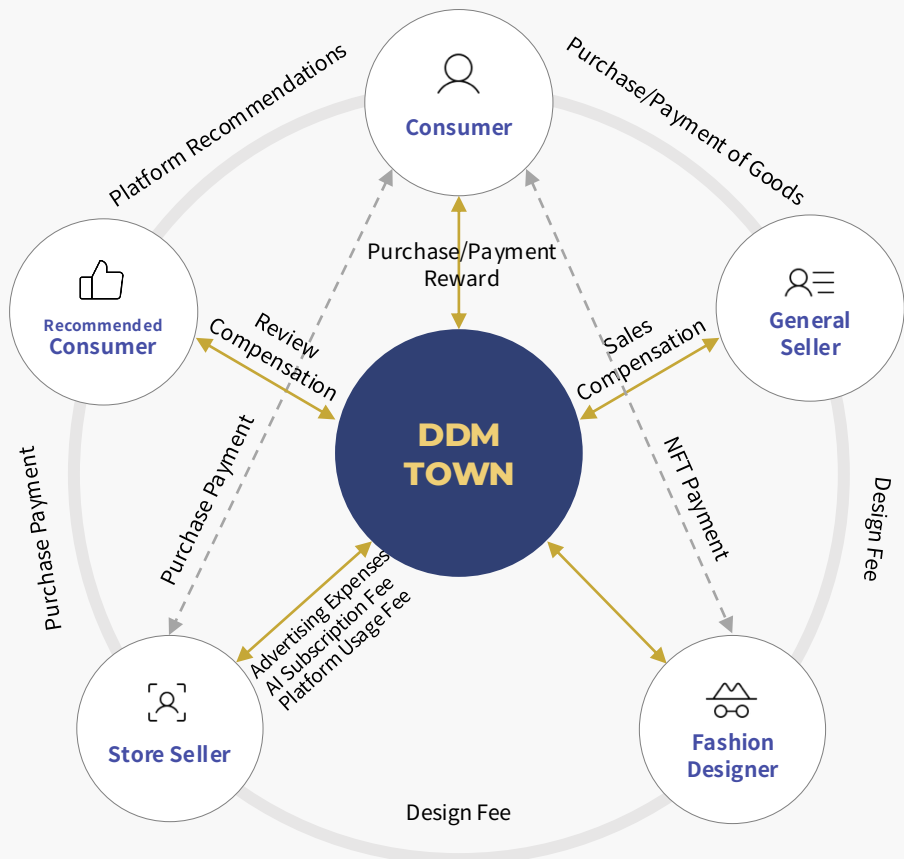 Consumer
Platform Recommendations
Purchase/Payment of Goods
Recommended
Consumer
Purchase/Payment
Reward
General
Seller
Review
Compensation
Sales
Compensation
DDM
TOWN
Purchase Payment
Purchase Payment
NFT Payment
Design Fee
Advertising Expenses
AI Subscription Fee
Platform Usage Fee
Store Seller
Fashion
Designer
Design Fee